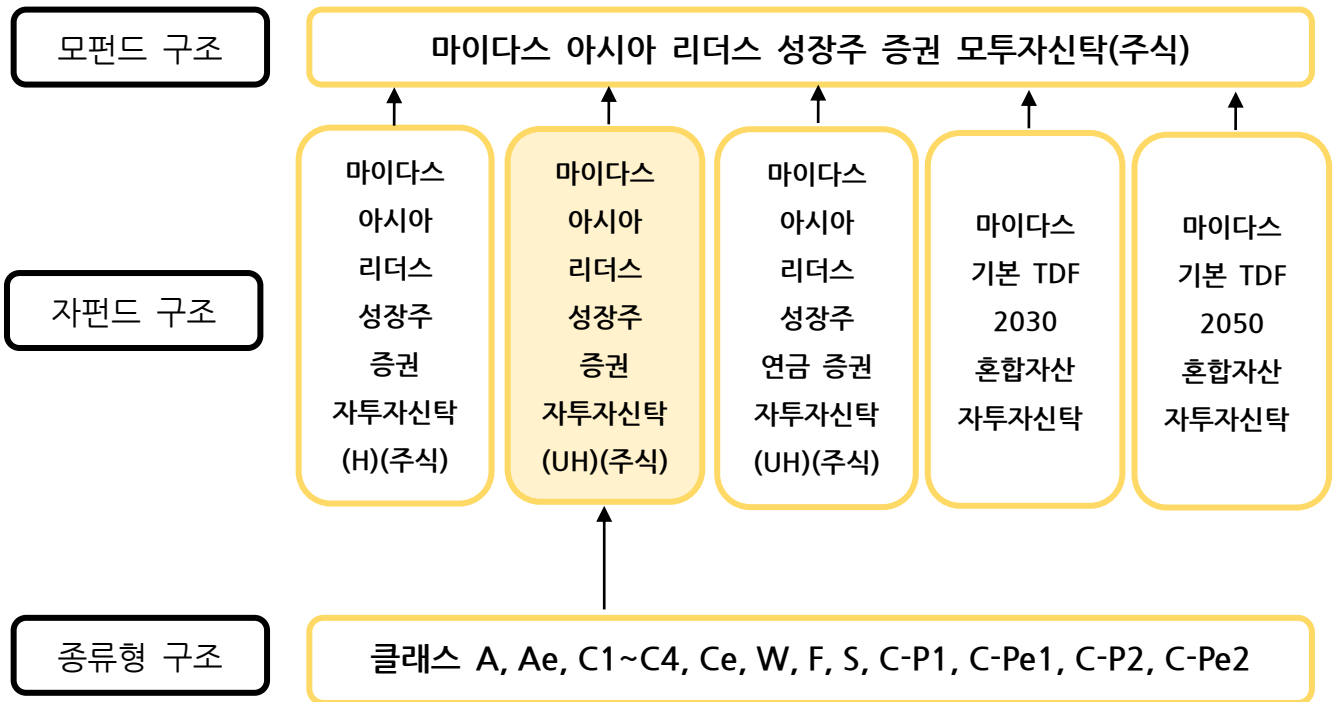 모펀드 구조
마이다스 아시아 리더스 성장주 증권 모투자신탁(주식)
자펀드 구조
마이다스
아시아
리더스
성장주
증권
자투자신탁
(H)(주식)
마이다스
아시아
리더스
성장주
증권
자투자신탁
(UH)(주식)
마이다스
아시아
리더스
성장주
연금 증권
자투자신탁
(UH)(주식)
마이다스
기본 TDF
2030
혼합자산
자투자신탁
마이다스
기본 TDF
2050
혼합자산
자투자신탁
종류형 구조
클래스 A, Ae, C1~C4, Ce, W, F, S, C-P1, C-Pe1, C-P2, C-Pe2